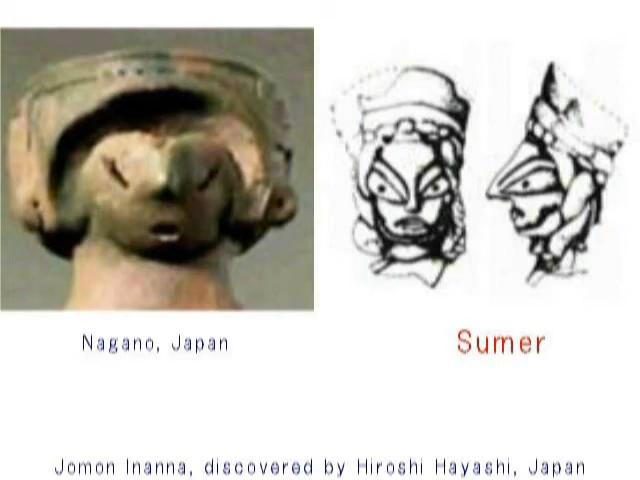 Nagano, Japan
Sumer
Jomon Inanna, discovered by Hiroshi Hayashi, Japan